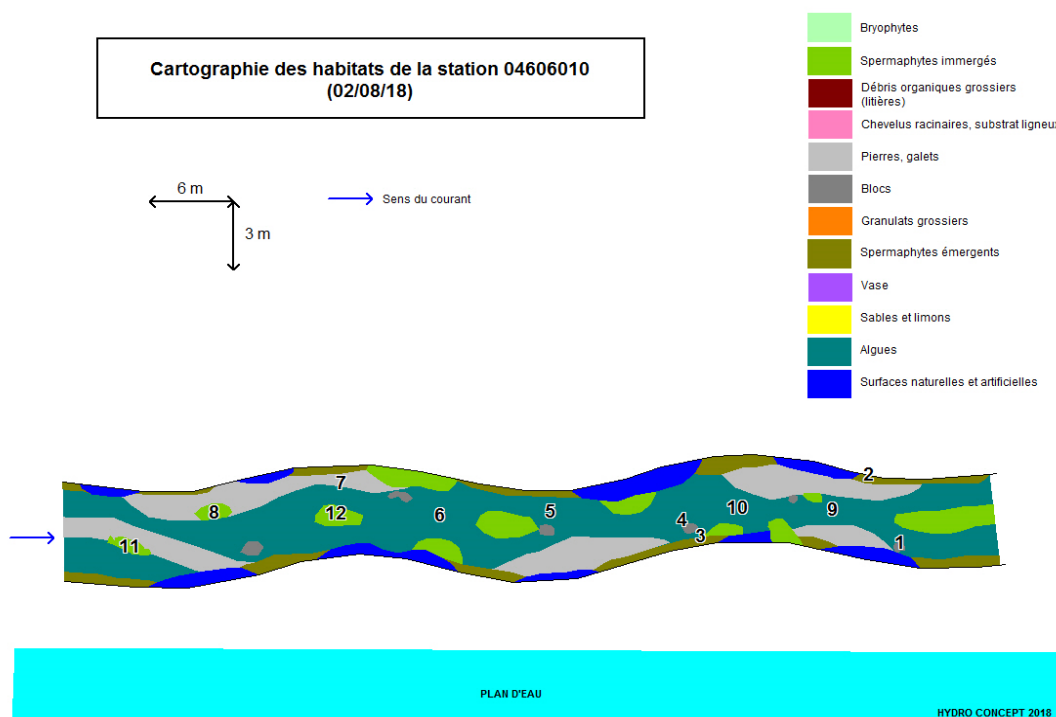 Cartographie des habitats de la station 04606010
(02/08/18)
6 m
3 m
Sens du courant
Bryophytes
Spermaphytes immergés
Débris organiques grossiers
(litières)
Chevelus racinaires, substrat ligneux
Pierres, galets
Blocs
Granulats grossiers
Spermaphytes émergents
Vase
Sables et limons
Algues
Surfaces naturelles et artificielles
7
2
8
12
6
5
4
10
9
11
3
1
PLAN D'EAU
HYDRO CONCEPT 2018